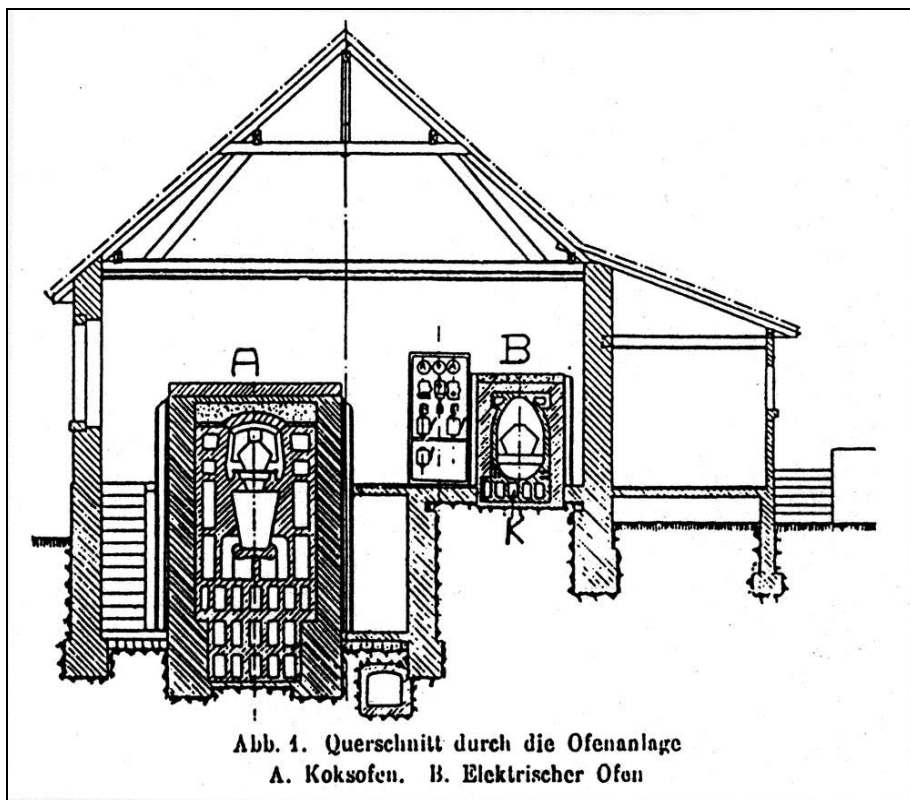 A
B
K
Abb. 1. Querschnitt durch die Ofenanlage
A. Koksofen. B. Elektrischer Ofen